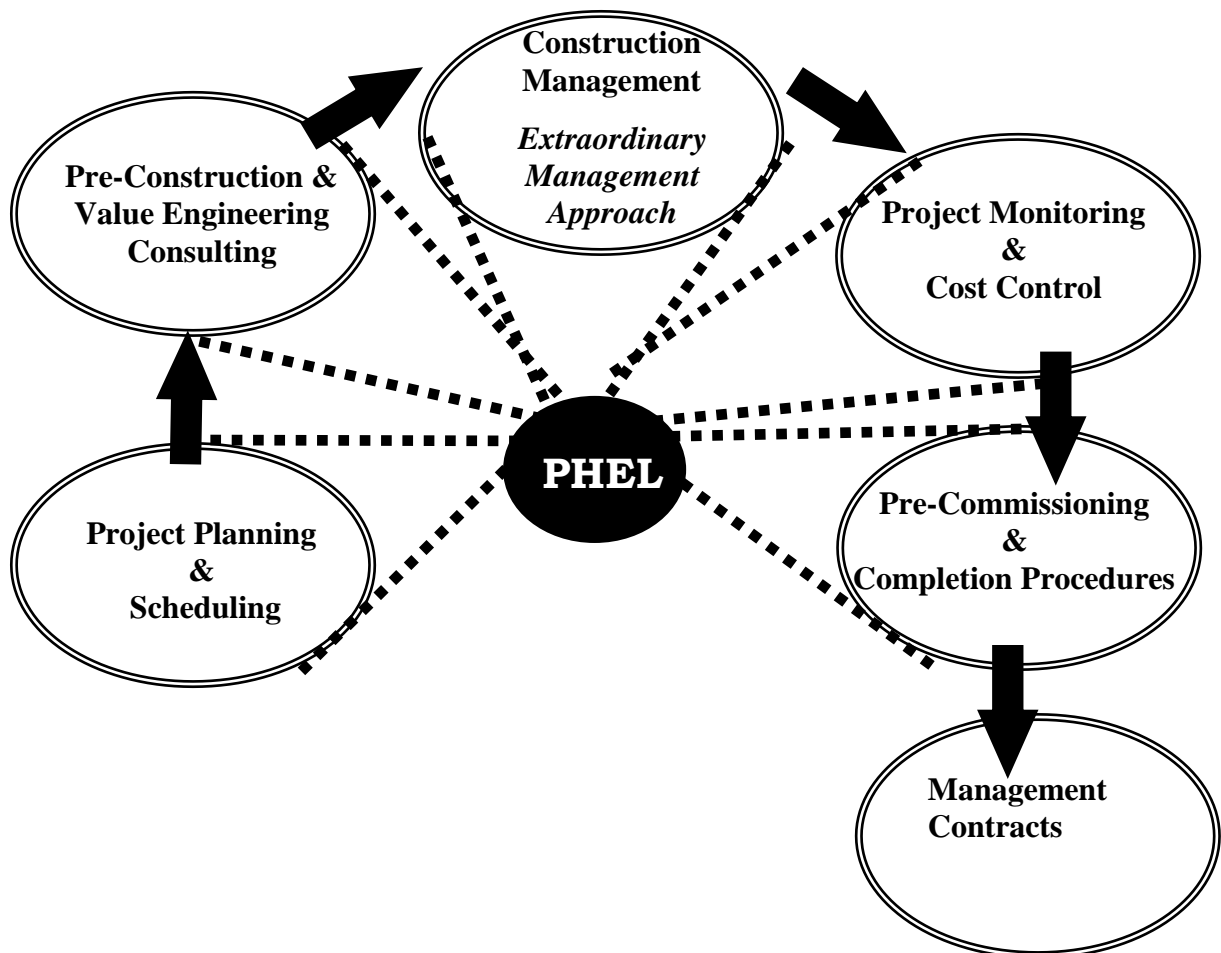 Construction
Management
Extraordinary
Management
Approach
Pre-Construction &
Value Engineering
Consulting
Project Monitoring
&
Cost Control
PHEL
Project Planning
&
Scheduling
Pre-Commissioning
&
Completion Procedures
Management
Contracts